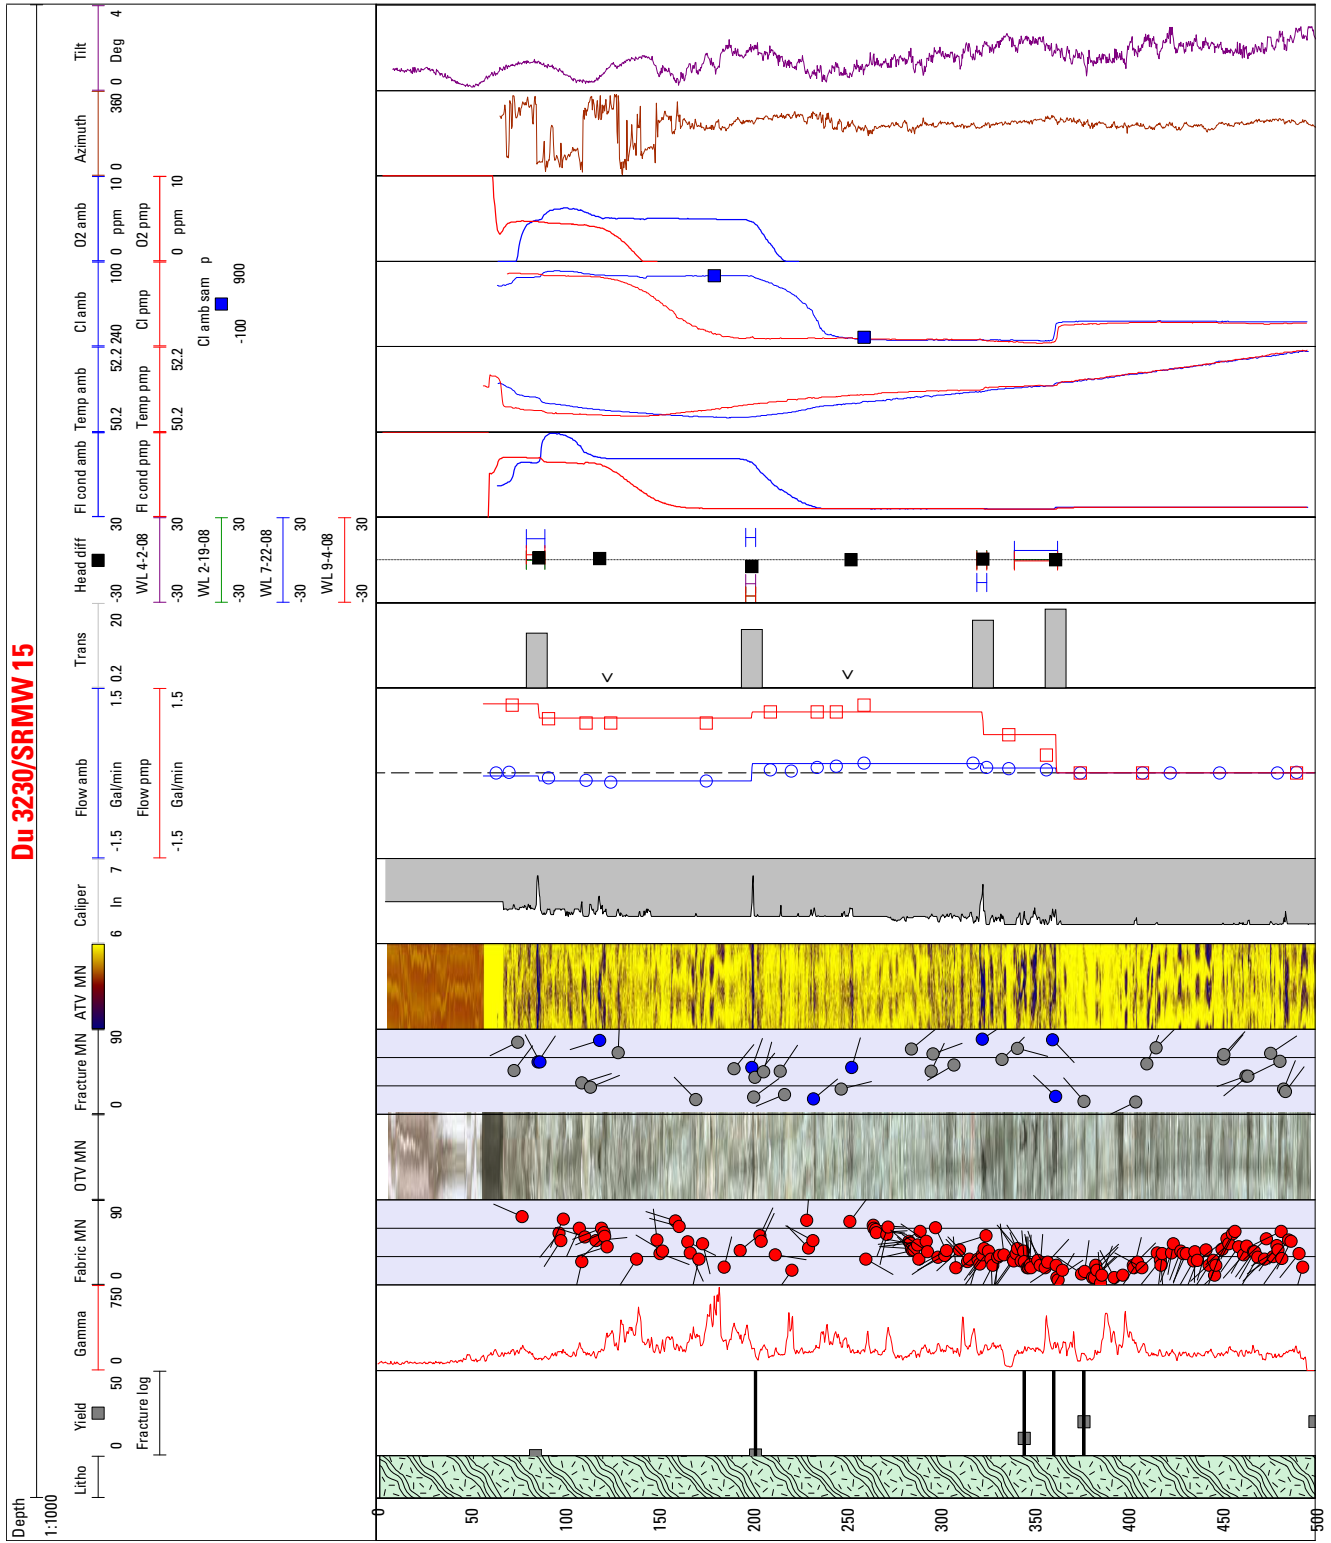 Du 3230/SRMW 15
Depth
1:1000
Litho
0 Yield 50
Fracture log
0 Gamma 750
0 Fabric MN 90
OTV MN
0 Fracture MN 90
ATV MN
6 In 7
Caliper
Flow amb
-1.5 Gal/min 1.5
Flow pmp
-1.5 Gal/min 1.5
Trans
0.2 20
Head diff
-30 30
WL 4-2-08
-30 30
WL 2-19-08
-30 30
WL 7-22-08
-30 30
WL 9-4-08
-30 30
Fl cond amb
Fl cond pmp
Temp amb
50.2 52.2
Temp pmp
50.2 52.2
Cl amb
240 100
Cl pmp
Cl amb sam p
-100 900
O2 amb
0 ppm 10
O2 pmp
0 ppm 10
Azimuth
0 360
Tilt
0 Deg 4
0
50
100
150
200
250
300
350
400
450
500
< <